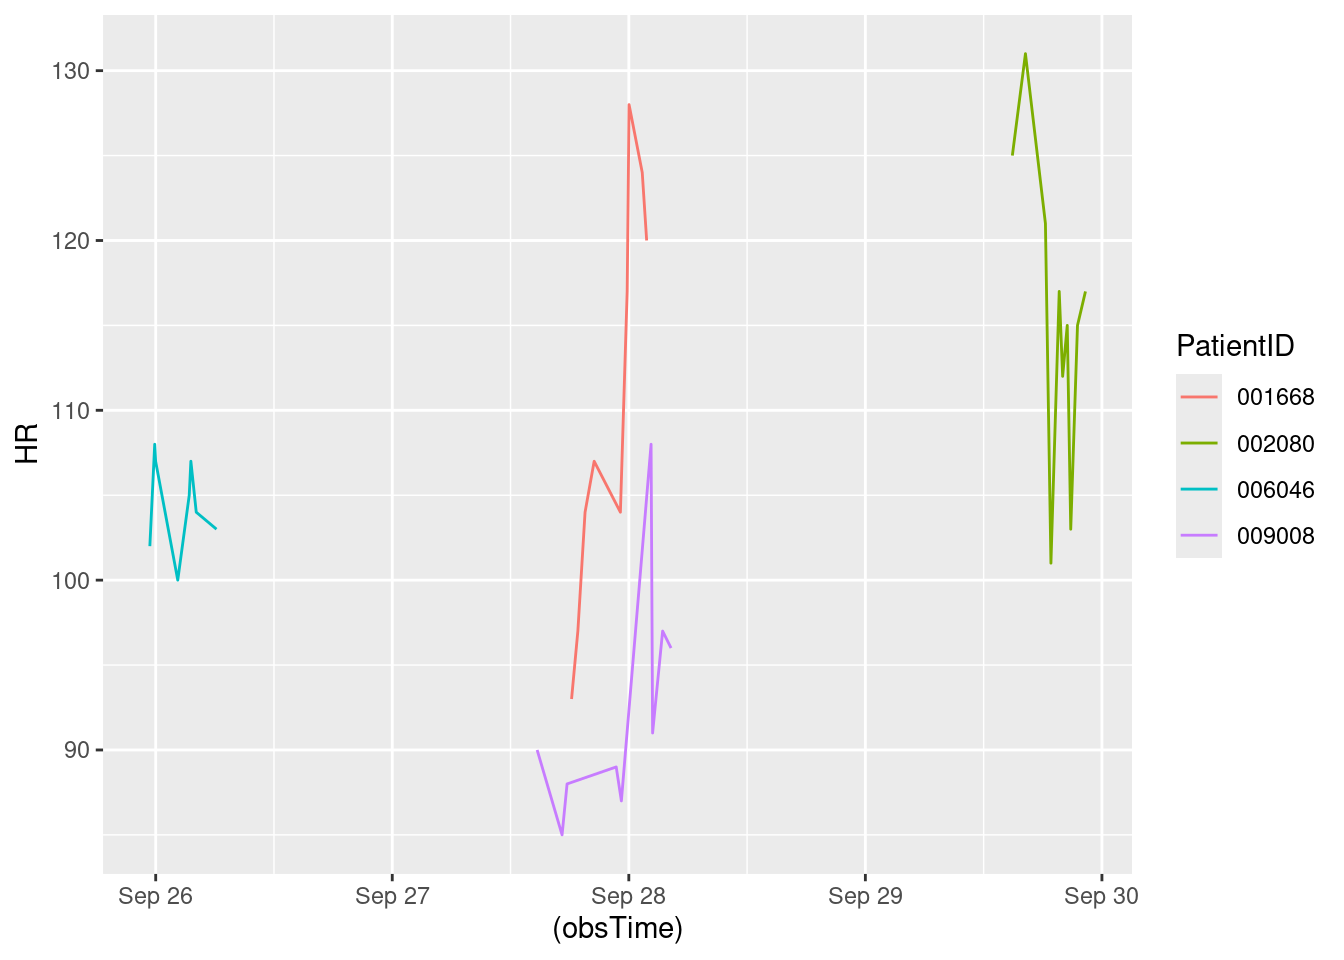 130
120
110
100
90
HR
Sep 26
Sep 27
Sep 28
Sep 29
Sep 30
(obsTime)
PatientID
001668
002080
006046
009008